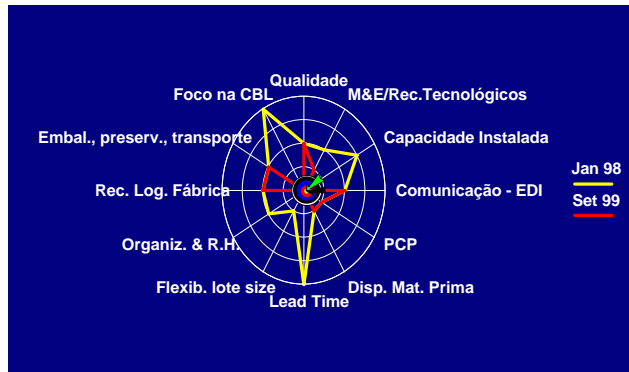 Qualidade
Foco na CBL
M&E/Rec.Tecnológicos
Embal., preserv., transporte
Capacidade Instalada
Jan 98
Rec. Log. Fábrica
Comunicação - EDI
Set 99
Organiz. & R.H.
PCP
Flexib. lote size
Disp. Mat. Prima
Lead Time